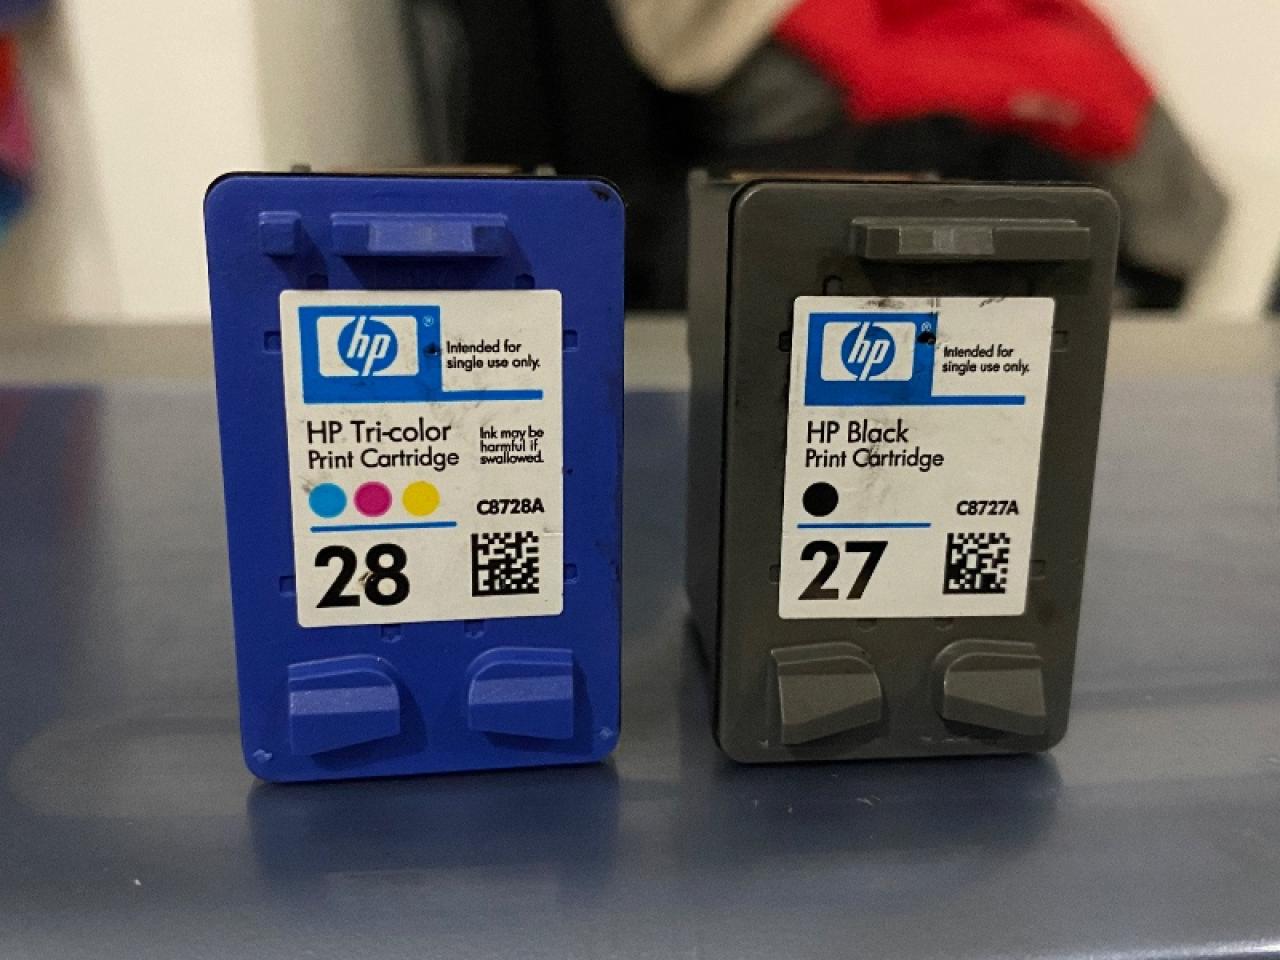 hp®
Intended for
single use only.
HP Tri-color
Print Cartridge
Ink may be
harmful if
swallowed.
C8728A
28
hp®
Intended for
single use only.
HP Black
Print Cartridge
C8727A
27